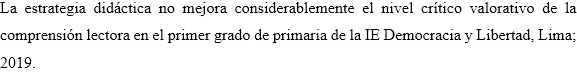 La estrategia didáctica no mejora considerablemente el nivel crítico valorativo de la
comprensión lectora en el primer grado de primaria de la IE Democracia y Libertad, Lima;
2019.